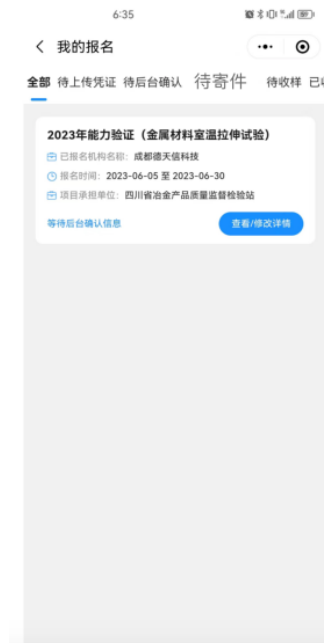 6:35
我的报名
全部 待上传凭证 待后台确认 待寄件 待收样
2023年能力验证（金属材料室温拉伸试验）
已报名机构名称：成都德天信科技
报名时间：2023-06-05 至 2023-06-30
项目承担单位：四川省冶金产品质量监督检验站
等待后台确认信息 查看/修改详情